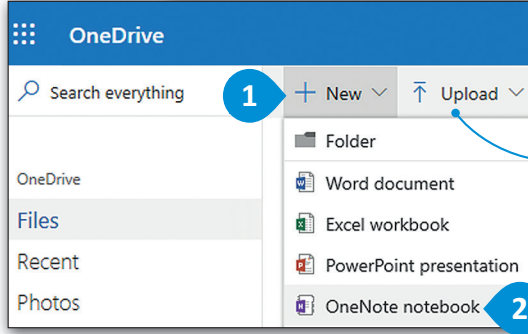 OneDrive
Search everything
1
New
Upload
Folder
OneDrive
Word document
Files
Excel workbook
Recent
PowerPoint presentation
Photos
OneNote notebook
2